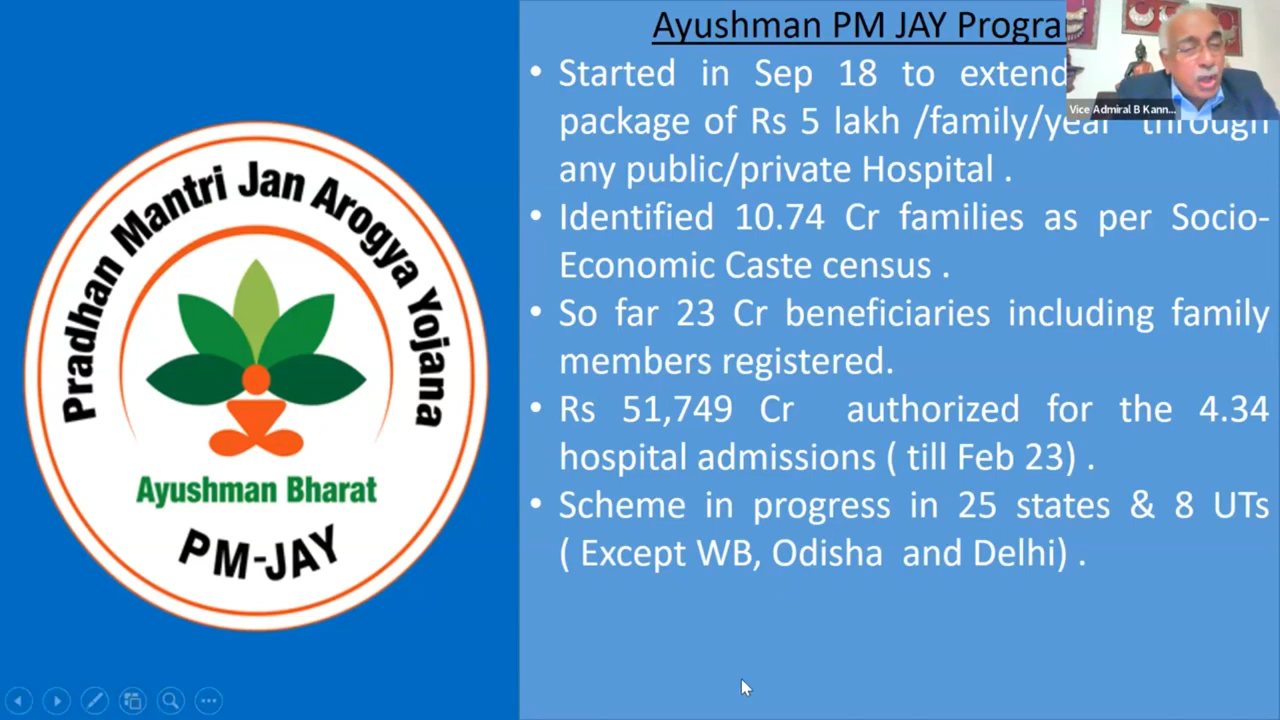 Ayushman PM JAY Progra
• Started in Sep 18 to extend
package of Rs 5 lakh /family/year through
any public/private Hospital .
• Identified 10.74 Cr families as per Socio-
Economic Caste census .
• So far 23 Cr beneficiaries including family
members registered.
• Rs 51,749 Cr authorized for the 4.34
hospital admissions ( till Feb 23) .
• Scheme in progress in 25 states & 8 UTs
( Except WB, Odisha and Delhi) .
Pradhan Mantri Jan Arogya Yojana
Ayushman Bharat
PM-JAY
Vice Admiral B Kann...